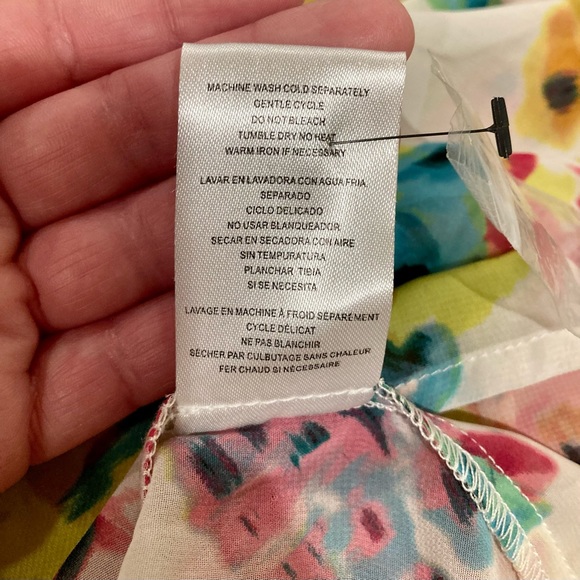 MACHINE WASH COLD SEPARATELY
GENTLE CYCLE
DO NOT BLEACH
TUMBLE DRY NO HEAT
WARM IRON IF NECESSARY
LAVAR EN LAVADORA CON AGUA FRIA
SEPARADO
CICLO DELICADO
NO USAR BLANQUEADOR
SECAR EN SECADORA CON AIRE
SIN TEMPURATURA
PLANCHAR TIBIA
SI SE NECESITA
LAVAGE EN MACHINE À FROID SÉPARÉMENT
CYCLE DÉLICAT
NE PAS BLANCHIR
SÉCHER PAR CULBUTAGE SANS CHALEUR
FER CHAUD SI NÉCESSAIRE